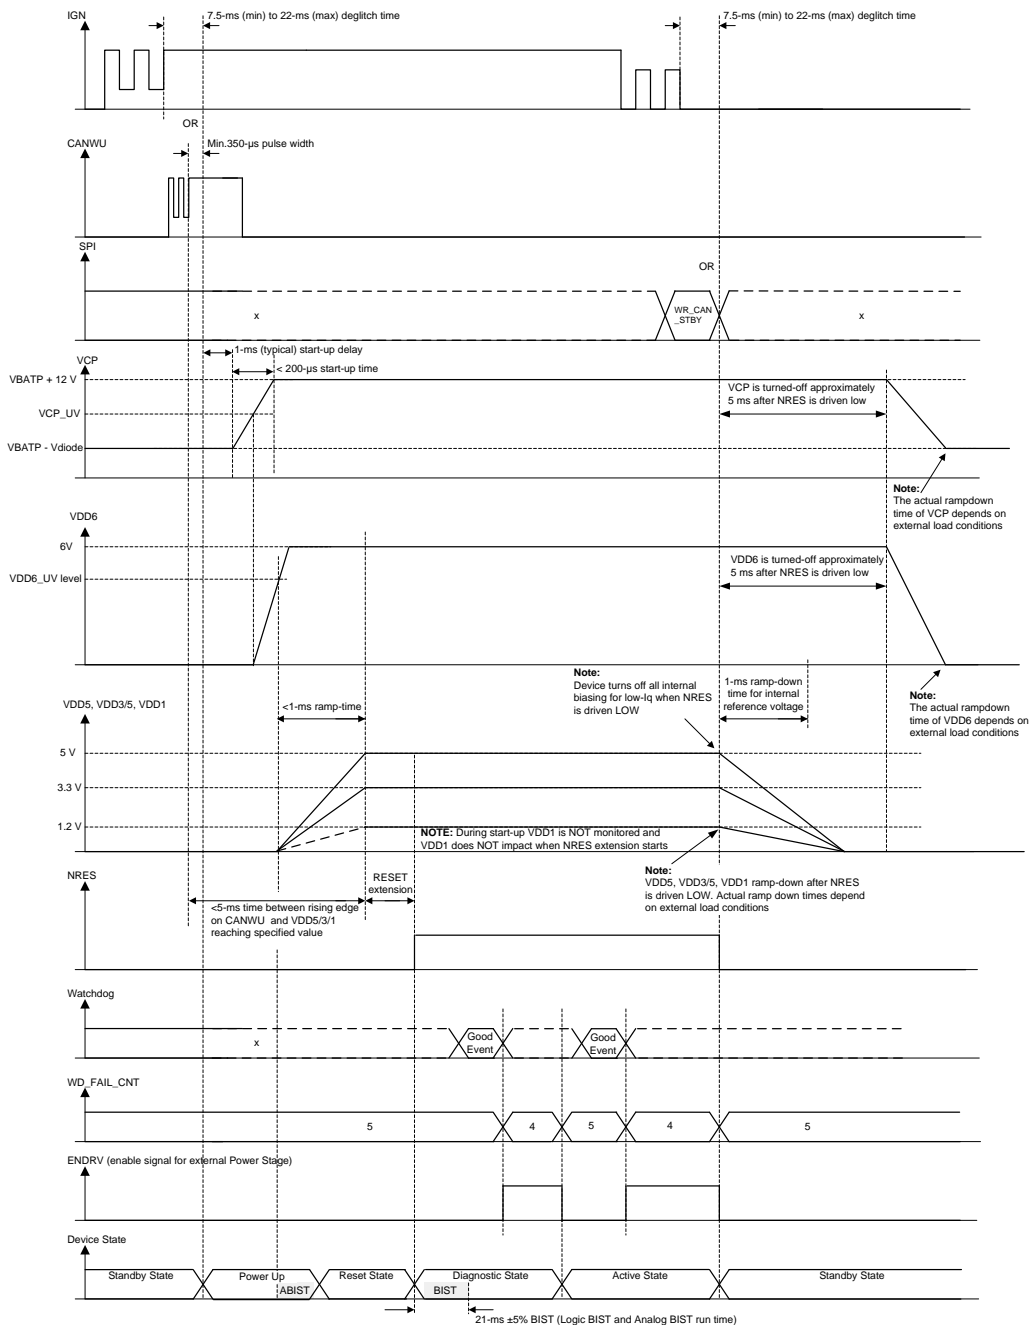 IGN
7.5-ms (min) to 22-ms (max) deglitch time
7.5-ms (min) to 22-ms (max) deglitch time
OR
CANWU
Min.350-µs pulse width
SPI
OR
x
WR_CAN
_STBY
x
1-ms (typical) start-up delay
VCP
< 200-µs start-up time
VBATP + 12 V
VCP_UV
VBATP - Vdiode
VCP is turned-off approximately
5 ms after NRES is driven low
Note:
The actual rampdown
time of VCP depends on
external load conditions
VDD6
6V
VDD6_UV level
VDD6 is turned-off approximately
5 ms after NRES is driven low
Note:
Device turns off all internal
biasing for low-Iq when NRES
is driven LOW
1-ms ramp-down
time for internal
reference voltage
Note:
The actual rampdown
time of VDD6 depends on
external load conditions
VDD5, VDD3/5, VDD1
<1-ms ramp-time
5 V
3.3 V
1.2 V
NOTE: During start-up VDD1 is NOT monitored and
VDD1 does NOT impact when NRES extension starts
Note:
VDD5, VDD3/5, VDD1 ramp-down after NRES
is driven LOW. Actual ramp down times depend
on external load conditions
NRES
RESET
extension
<5-ms time between rising edge
on CANWU and VDD5/3/1
reaching specified value
Watchdog
x
Good
Event
Good
Event
WD_FAIL_CNT
5
4
5
4
5
ENDRV (enable signal for external Power Stage)
Device State
Standby State
Power Up
ABIST
Reset State
Diagnostic State
BIST
Active State
Standby State
21-ms ±5% BIST (Logic BIST and Analog BIST run time)